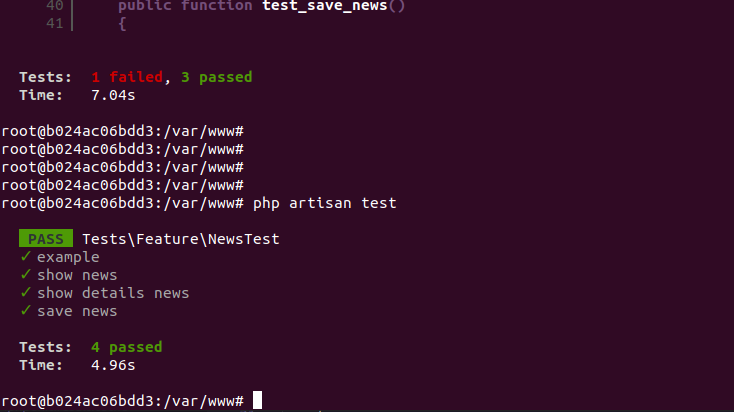 40 public function test_save_news()
41 {
Tests: 1 failed, 3 passed
Time: 7.04s
root@b024ac06bdd3:/var/www#
root@b024ac06bdd3:/var/www#
root@b024ac06bdd3:/var/www#
root@b024ac06bdd3:/var/www#
root@b024ac06bdd3:/var/www# php artisan test
PASS Tests\Feature\NewsTest
✓ example
✓ show news
✓ show details news
✓ save news
Tests: 4 passed
Time: 4.96s
root@b024ac06bdd3:/var/www#